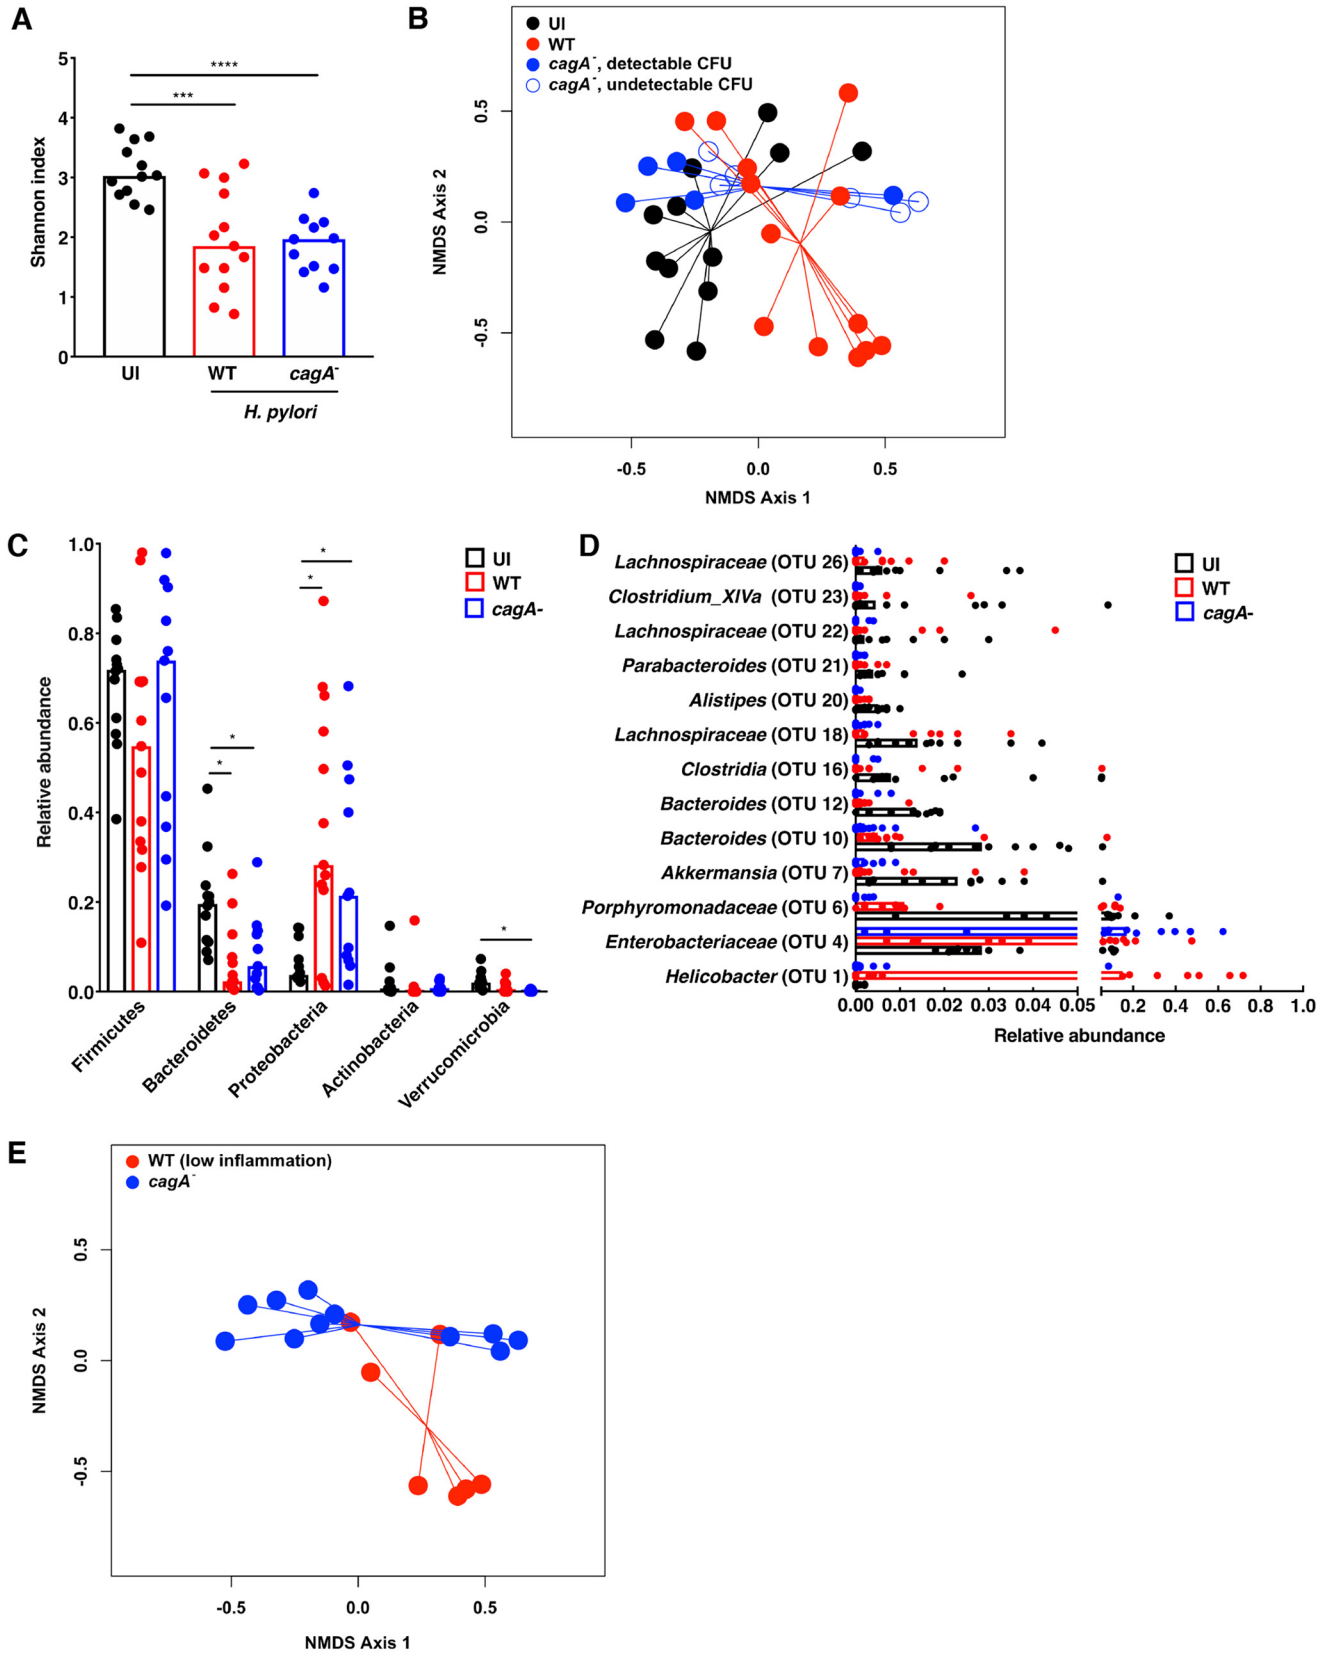 A
5
4
3
2
1
0
Shannon index
****
***
UI
WT
cagA-
H. pylori
B
UI
WT
cagA-, detectable CFU
cagA-, undetectable CFU
0.5
0.0
-0.5
NMDS Axis 2
-0.5
0.0
0.5
NMDS Axis 1
C
1.0
0.8
0.6
0.4
0.2
0.0
Relative abundance
*
*
*
*
*
UI
WT
cagA-
Firmicutes
Bacteroidetes
Proteobacteria
Actinobacteria
Verrucomicrobia
D
Lachnospiraceae (OTU 26)
Clostridium_XIVa (OTU 23)
Lachnospiraceae (OTU 22)
Parabacteroides (OTU 21)
Alistipes (OTU 20)
Lachnospiraceae (OTU 18)
Clostridia (OTU 16)
Bacteroides (OTU 12)
Bacteroides (OTU 10)
Akkermansia (OTU 7)
Porphyromonadaceae (OTU 6)
Enterobacteriaceae (OTU 4)
Helicobacter (OTU 1)
UI
WT
cagA-
0.00 0.01 0.02 0.03 0.04 0.05 0.2 0.4 0.6 0.8 1.0
Relative abundance
E
WT (low inflammation)
cagA-
0.5
0.0
-0.5
NMDS Axis 2
-0.5
0.0
0.5
NMDS Axis 1